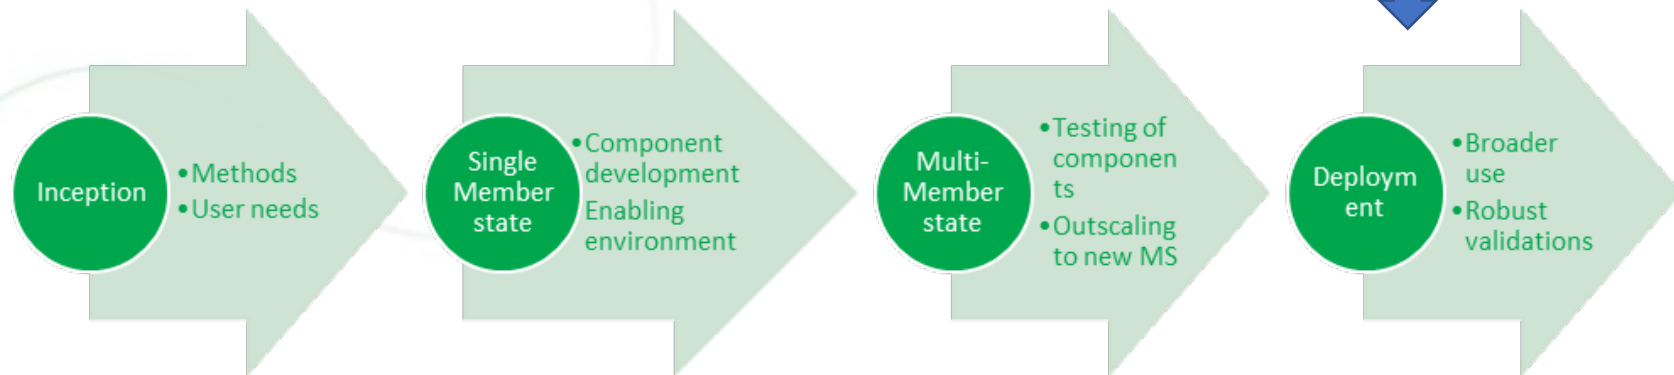 Inception
•Methods
•User needs
Single
Member
state
•Component
development
Enabling
environment
Multi-
Member
state
•Testing of
componen
ts
•Outscaling
to new MS
Deploym
ent
•Broader
use
•Robust
validations